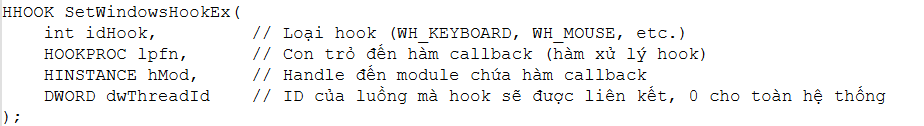 HHOOK SetWindowsHookEx(
    int idHook,         // Loại hook (WH_KEYBOARD, WH_MOUSE, etc.)
    HOOKPROC lpfn,      // Con trỏ đến hàm callback (hàm xử lý hook)
    HINSTANCE hMod,     // Handle đến module chứa hàm callback
    DWORD dwThreadId    // ID của luồng mà hook sẽ được liên kết, 0 cho toàn hệ thống
);